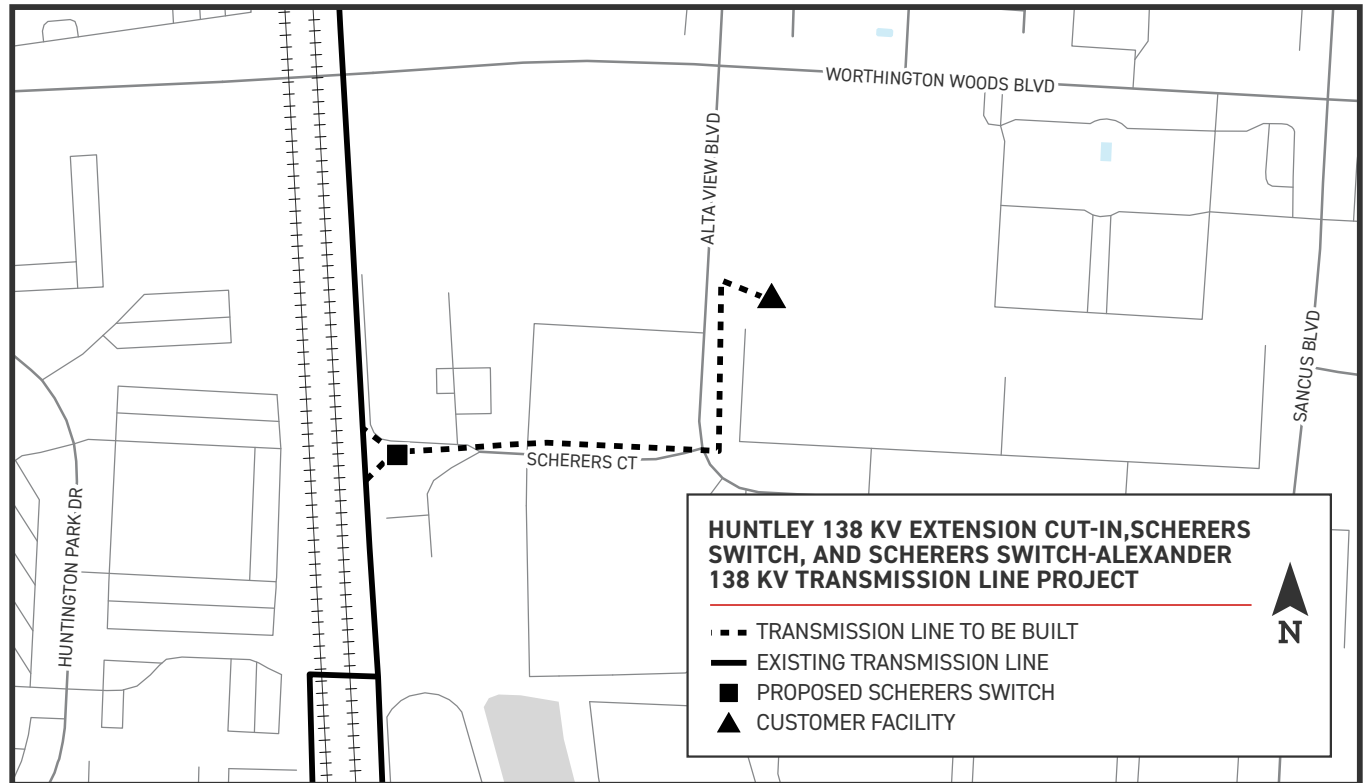 WORTHINGTON WOODS BLVD
ALTA VIEW BLVD
SANCUS BLVD
SCHERERS CT
HUNTINGTON PARK DR
HUNTLEY 138 KV EXTENSION CUT-IN,SCHERERS
SWITCH, AND SCHERERS SWITCH-ALEXANDER
138 KV TRANSMISSION LINE PROJECT
N
TRANSMISSION LINE TO BE BUILT
EXISTING TRANSMISSION LINE
PROPOSED SCHERERS SWITCH
CUSTOMER FACILITY